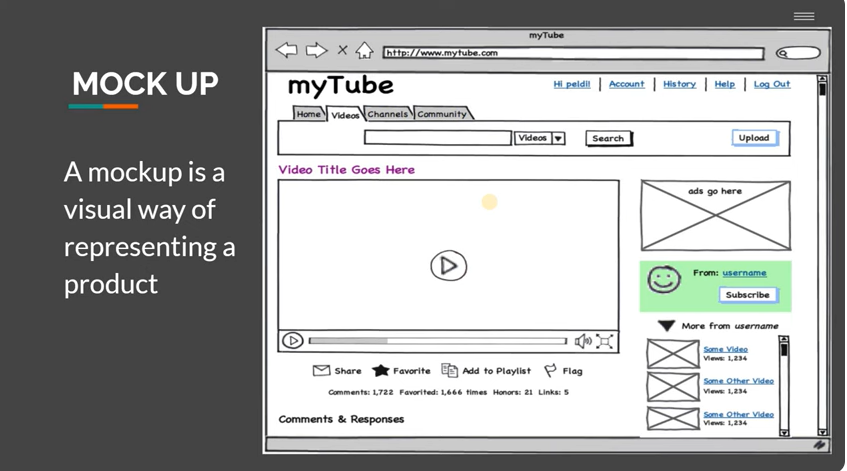 MOCK UP
A mockup is a
visual way of
representing a
product
myTube
http://www.mytube.com
myTube
Hi peldi! Account History Help Log Out
Home Videos Channels Community
Videos Search Upload
Video Title Goes Here
ads go here
From: username
Subscribe
More from username
Some Video
Views: 1,234
Some Other Video
Views: 1,234
Some Other Video
Views: 1,234
Share Favorite Add to Playlist Flag
Comments: 1,722 Favorited: 1,666 times Honors: 21 Links: 5
Comments & Responses